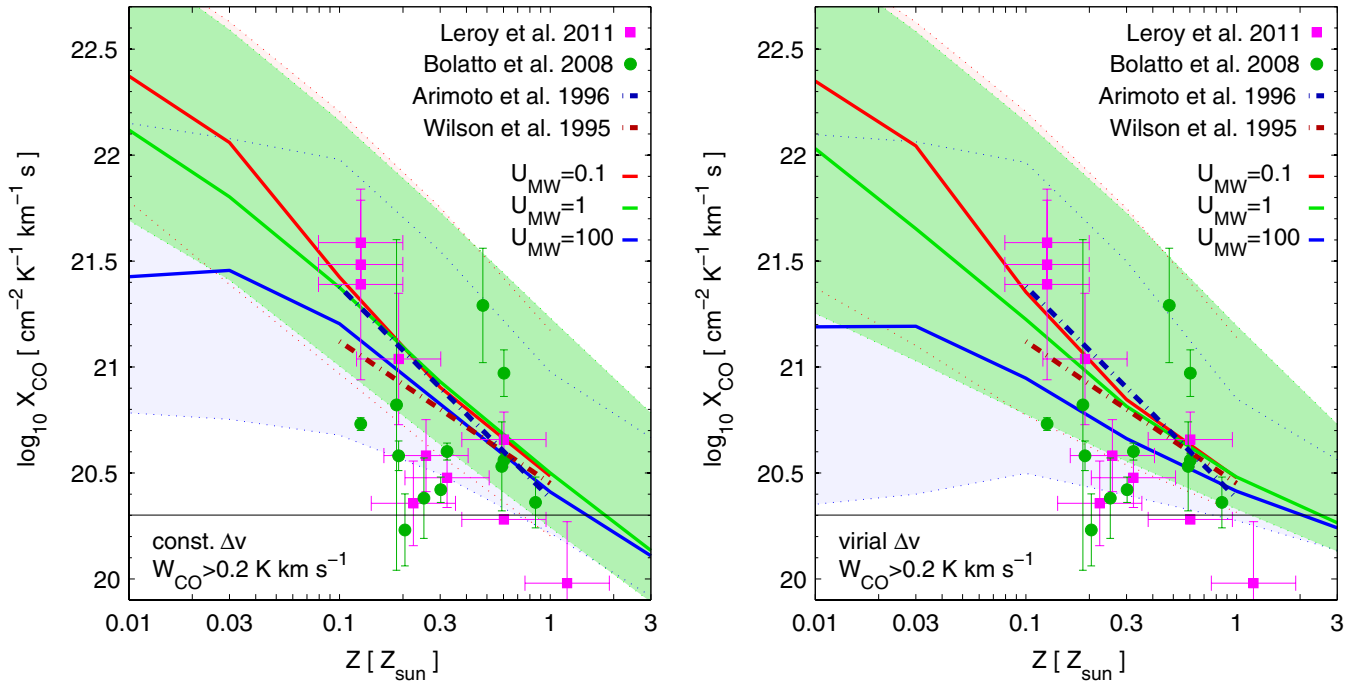 22.5
22
21.5
21
20.5
20
log₁₀ X_CO [ cm⁻² K⁻¹ km⁻¹ s ]
Leroy et al. 2011
Bolatto et al. 2008
Arimoto et al. 1996
Wilson et al. 1995
U_MW=0.1
U_MW=1
U_MW=100
const. Δv
W_CO>0.2 K km s⁻¹
0.01 0.03 0.1 0.3 1 3
Z [ Z_sun ]
22.5
22
21.5
21
20.5
20
log₁₀ X_CO [ cm⁻² K⁻¹ km⁻¹ s ]
Leroy et al. 2011
Bolatto et al. 2008
Arimoto et al. 1996
Wilson et al. 1995
U_MW=0.1
U_MW=1
U_MW=100
virial Δv
W_CO>0.2 K km s⁻¹
0.01 0.03 0.1 0.3 1 3
Z [ Z_sun ]